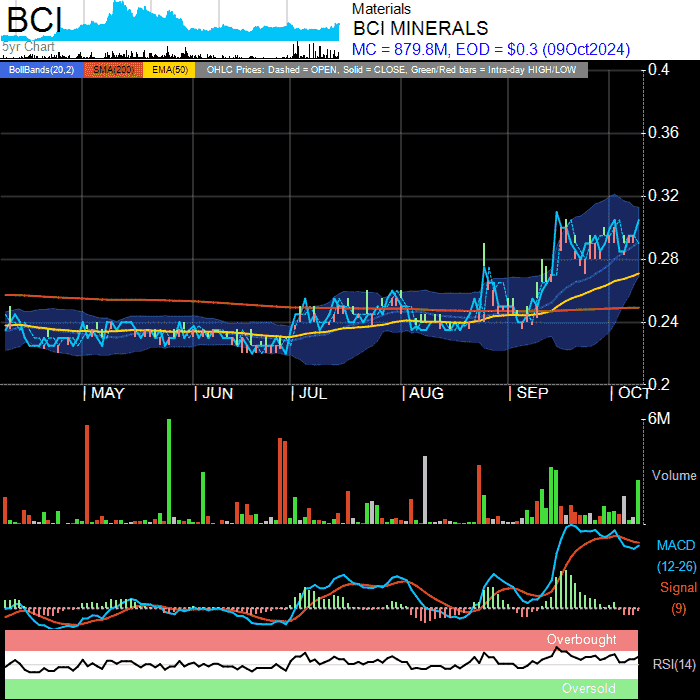 BCI
5yr Chart
Materials
BCI MINERALS
MC = 879.8M, EOD = $0.3 (09Oct2024)
BollBands(20,2) SMA(200) EMA(50) OHLC Prices: Dashed = OPEN, Solid = CLOSE, Green/Red bars = Intra-day HIGH/LOW
0.4
0.36
0.32
0.28
0.24
0.2
| MAY | JUN | JUL | AUG | SEP | OCT
6M
Volume
MACD
(12-26)
Signal
(9)
Overbought
RSI(14)
Oversold